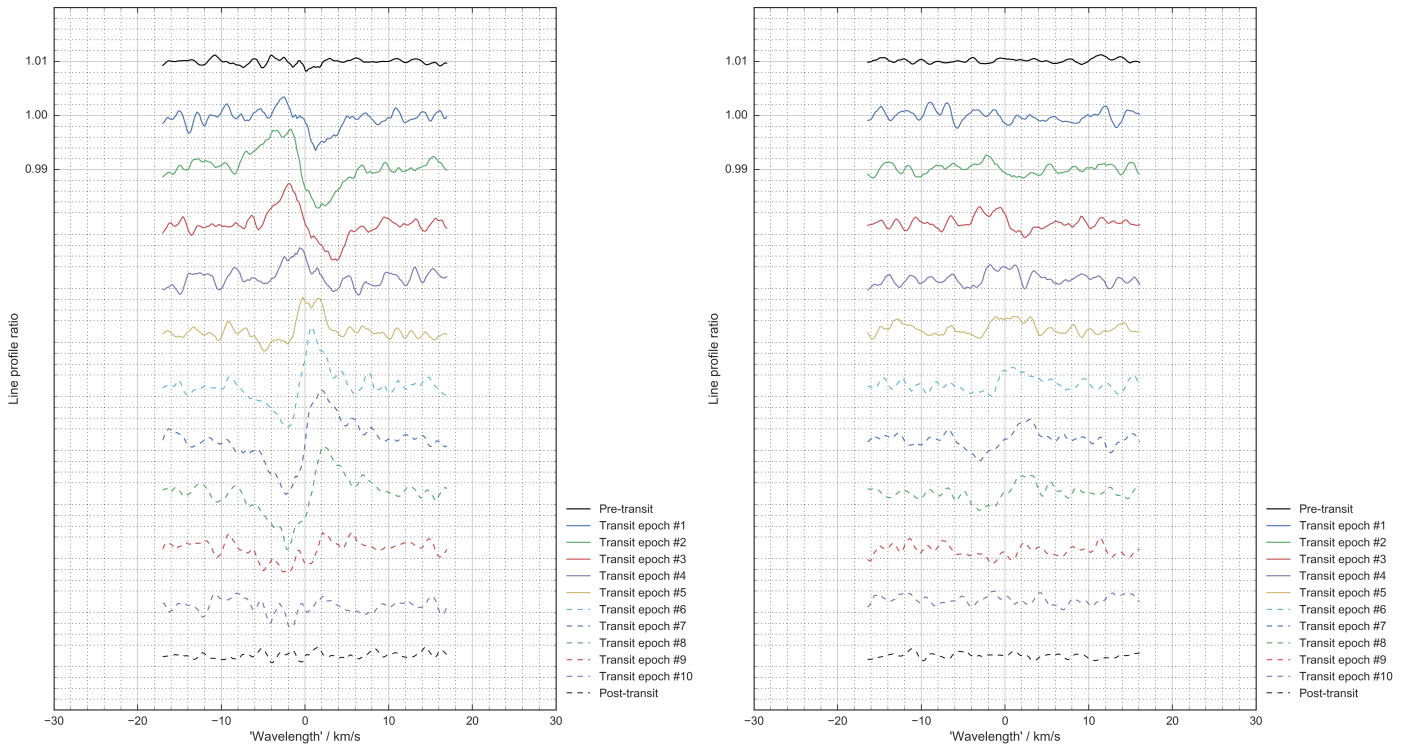 1.01
1.00
0.99
Line profile ratio
−30
−20
−10
0
10
20
30
'Wavelength' / km/s
Pre-transit
Transit epoch #1
Transit epoch #2
Transit epoch #3
Transit epoch #4
Transit epoch #5
Transit epoch #6
Transit epoch #7
Transit epoch #8
Transit epoch #9
Transit epoch #10
Post-transit
1.01
1.00
0.99
Line profile ratio
−30
−20
−10
0
10
20
30
'Wavelength' / km/s
Pre-transit
Transit epoch #1
Transit epoch #2
Transit epoch #3
Transit epoch #4
Transit epoch #5
Transit epoch #6
Transit epoch #7
Transit epoch #8
Transit epoch #9
Transit epoch #10
Post-transit